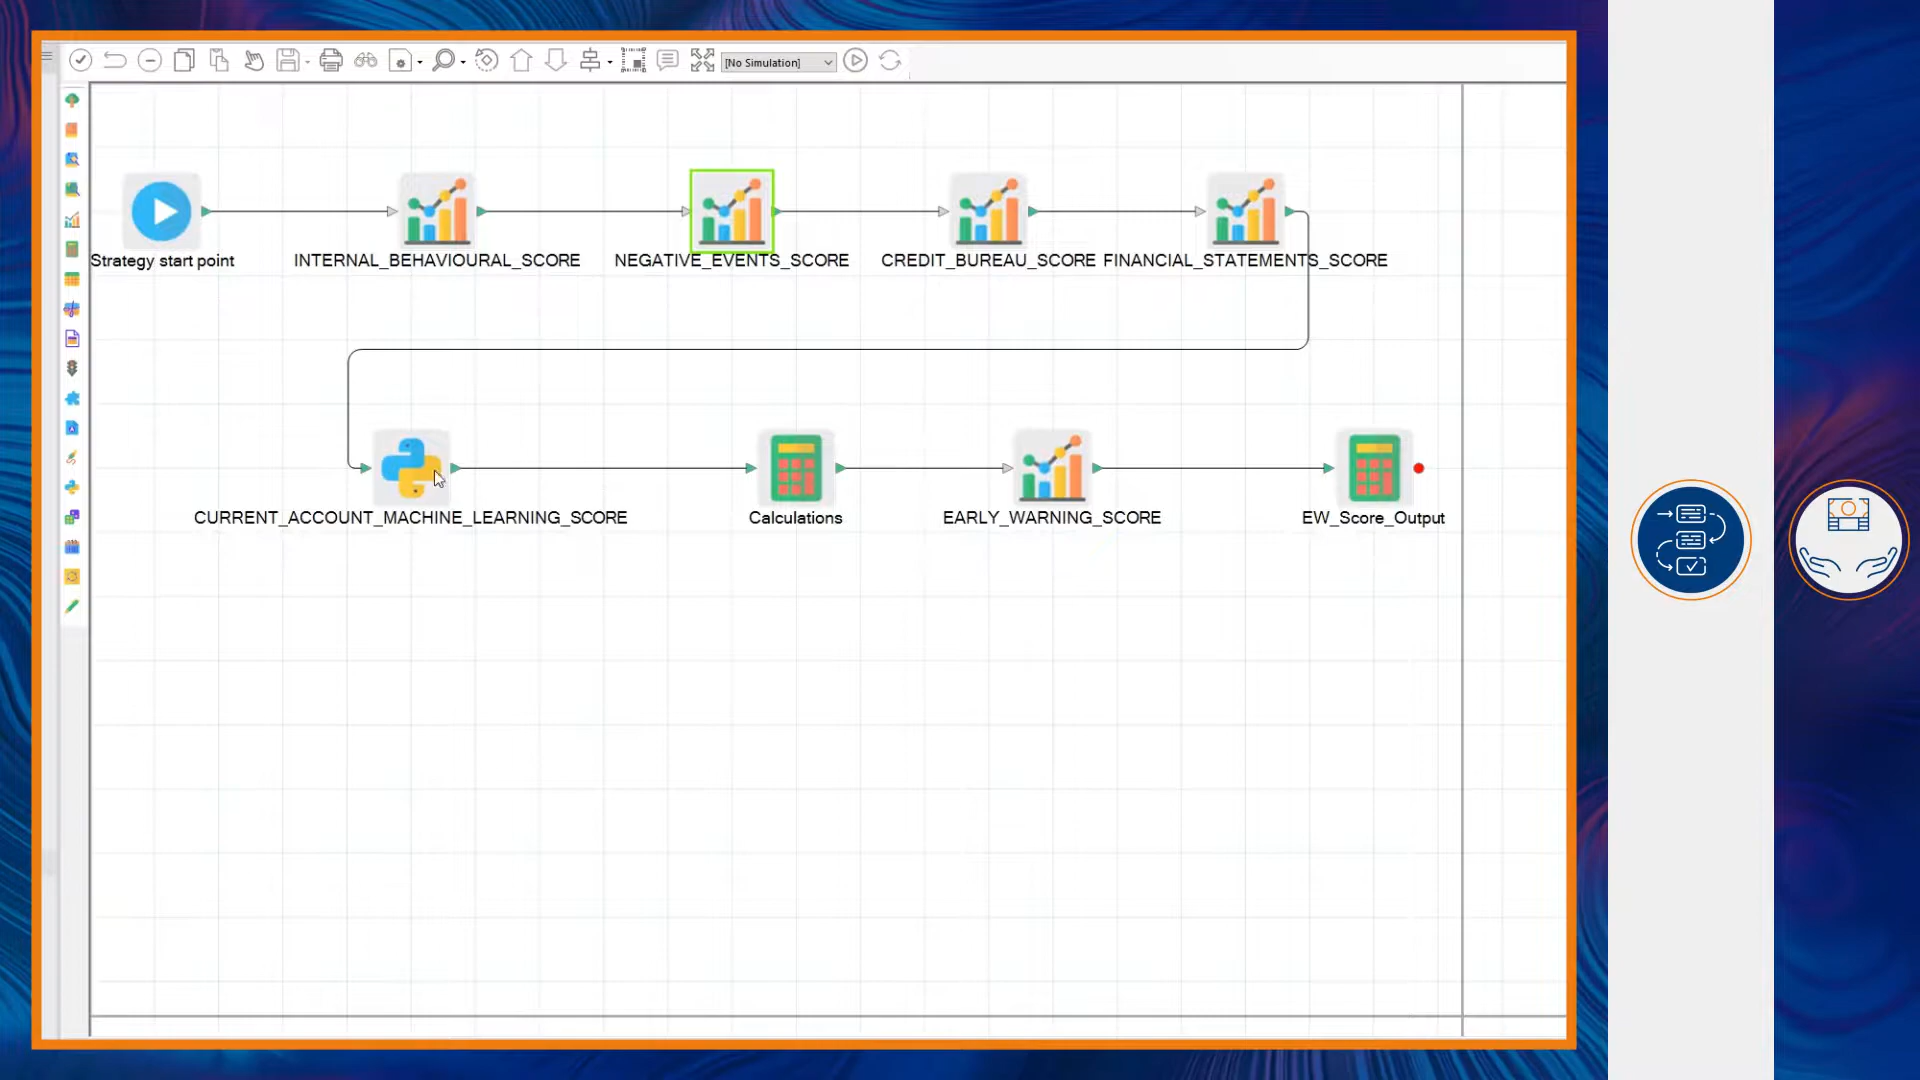 [No Simulation]
Strategy start point
INTERNAL_BEHAVIOURAL_SCORE
NEGATIVE_EVENTS_SCORE
CREDIT_BUREAU_SCORE
FINANCIAL_STATEMENTS_SCORE
CURRENT_ACCOUNT_MACHINE_LEARNING_SCORE
Calculations
EARLY_WARNING_SCORE
EW_Score_Output